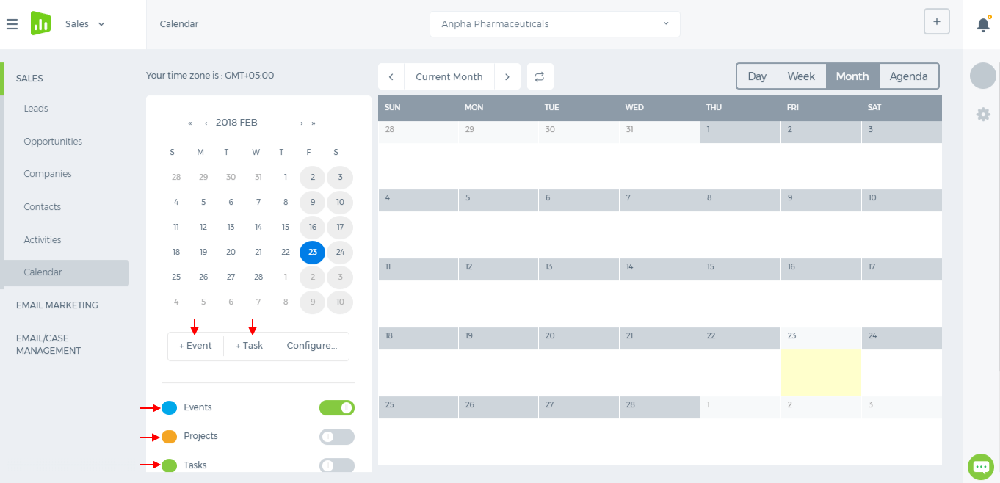 Sales
Calendar
Anpha Pharmaceuticals
+
SALES
Leads
Opportunities
Companies
Contacts
Activities
Calendar
EMAIL MARKETING
EMAIL/CASE
MANAGEMENT
Your time zone is : GMT+05:00
« ‹ 2018 FEB › »
S M T W T F S
28 29 30 31 1 2 3
4 5 6 7 8 9 10
11 12 13 14 15 16 17
18 19 20 21 22 23 24
25 26 27 28 1 2 3
4 5 6 7 8 9 10
+ Event + Task Configure...
Events
Projects
Tasks
Current Month
Day Week Month Agenda
SUN MON TUE WED THU FRI SAT
28 29 30 31 1 2 3
4 5 6 7 8 9 10
11 12 13 14 15 16 17
18 19 20 21 22 23 24
25 26 27 28 1 2 3